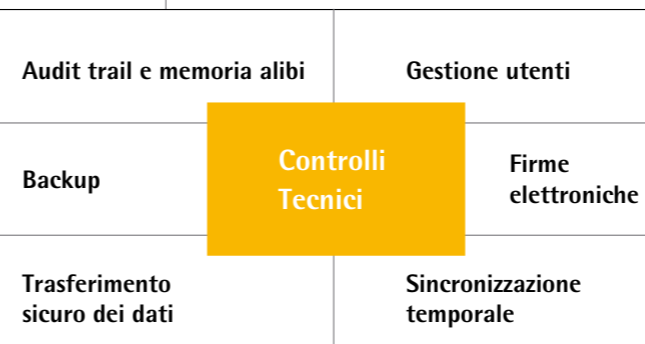 Audit trail e memoria alibi
Gestione utenti
Backup
Controlli
Tecnici
Firme
elettroniche
Trasferimento
sicuro dei dati
Sincronizzazione
temporale